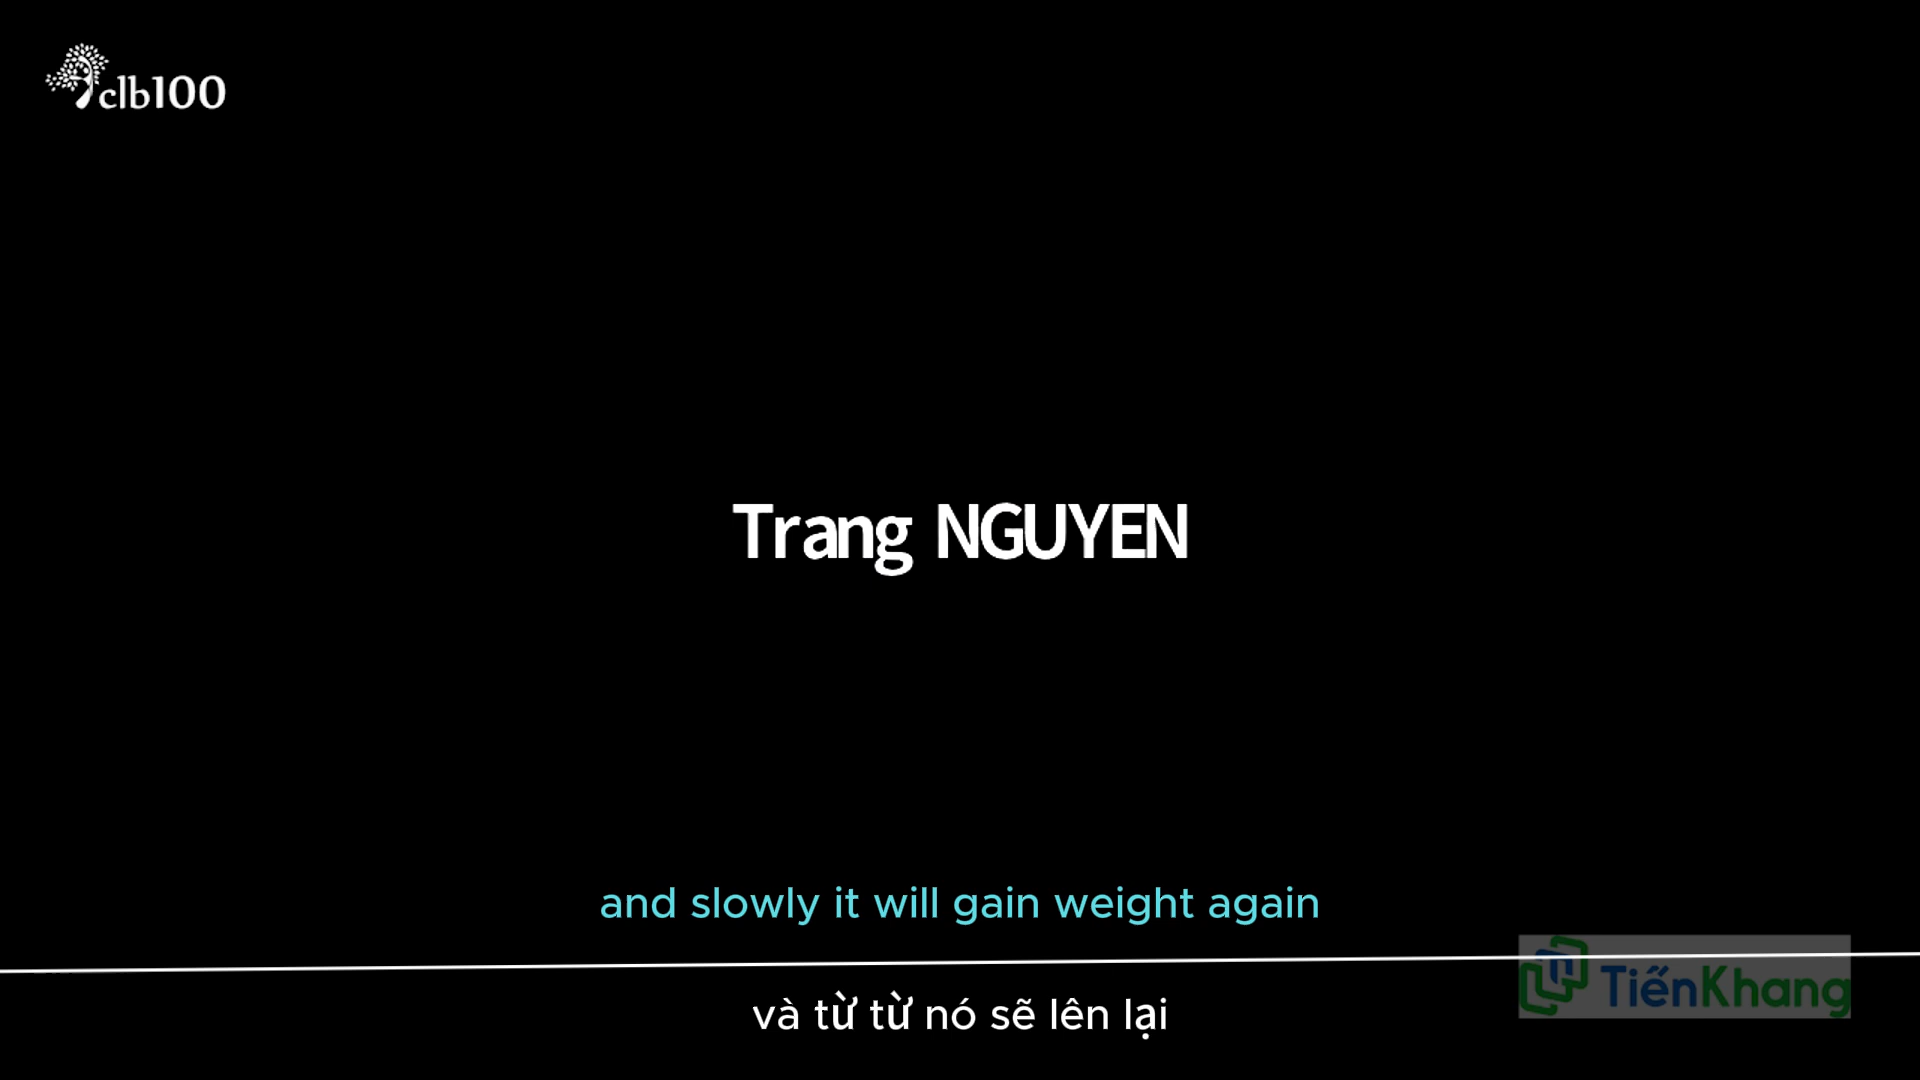 clb100
Trang NGUYEN
and slowly it will gain weight again
TiếnKhang
và từ từ nó sẽ lên lại